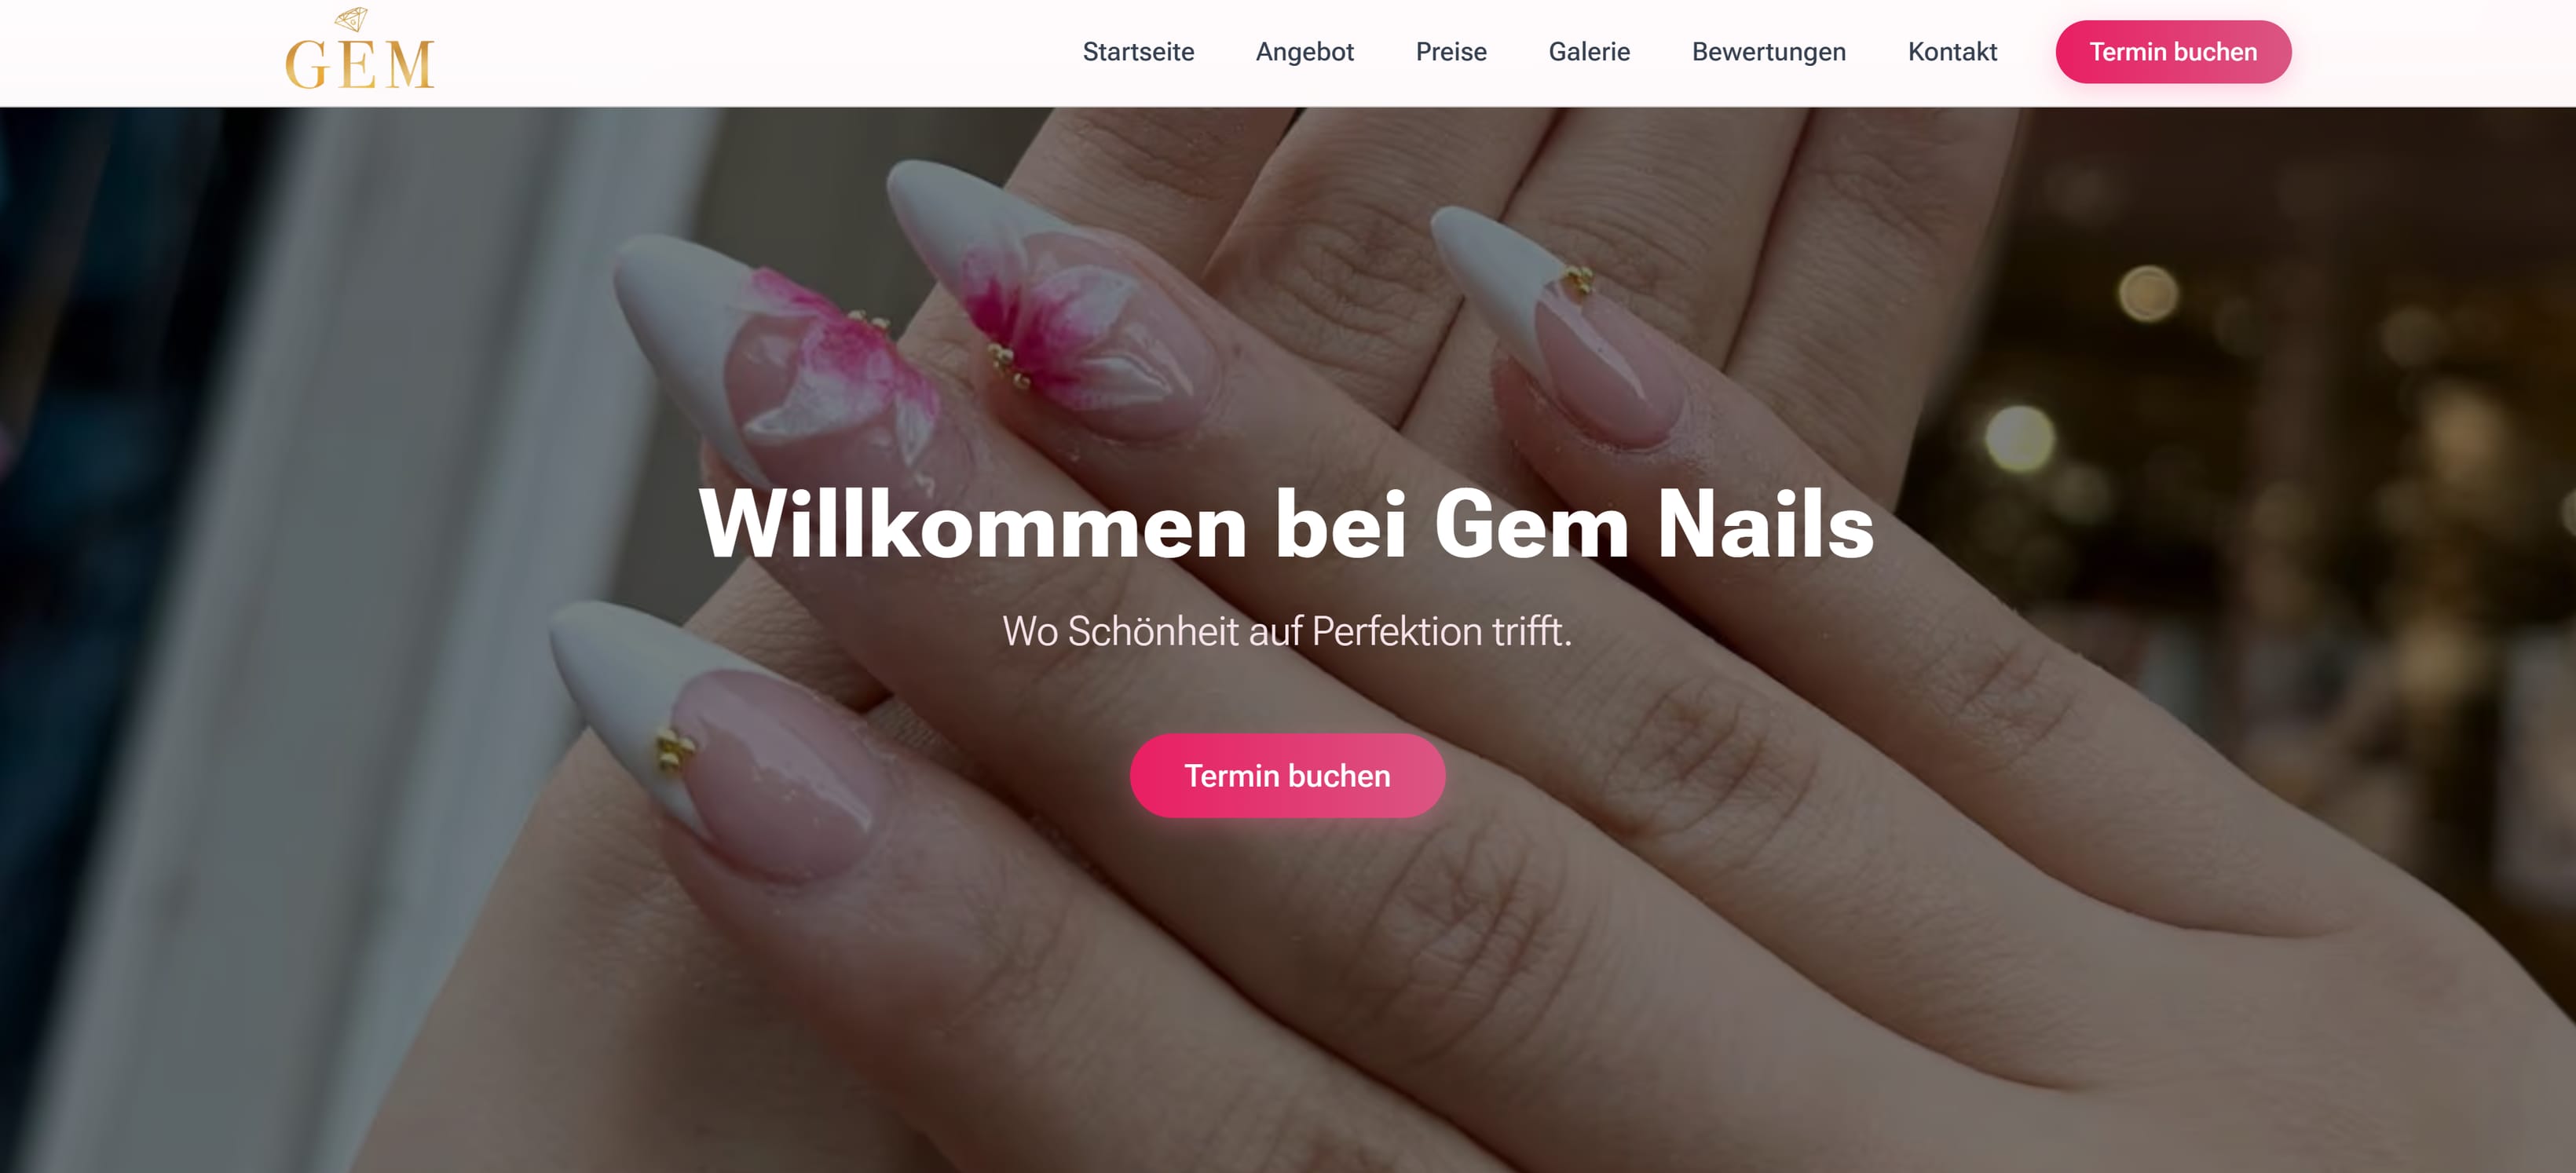 GEM
Startseite Angebot Preise Galerie Bewertungen Kontakt Termin buchen
Willkommen bei Gem Nails
Wo Schönheit auf Perfektion trifft.
Termin buchen